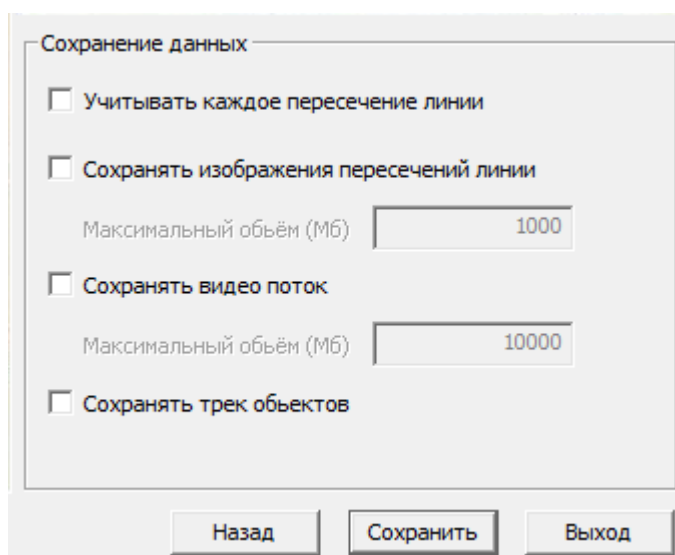 Сохранение данных
Учитывать каждое пересечение линии
Сохранять изображения пересечений линии
Максимальный обьём (Мб) 1000
Сохранять видео поток
Максимальный обьём (Мб) 10000
Сохранять трек обьектов
Назад Сохранить Выход